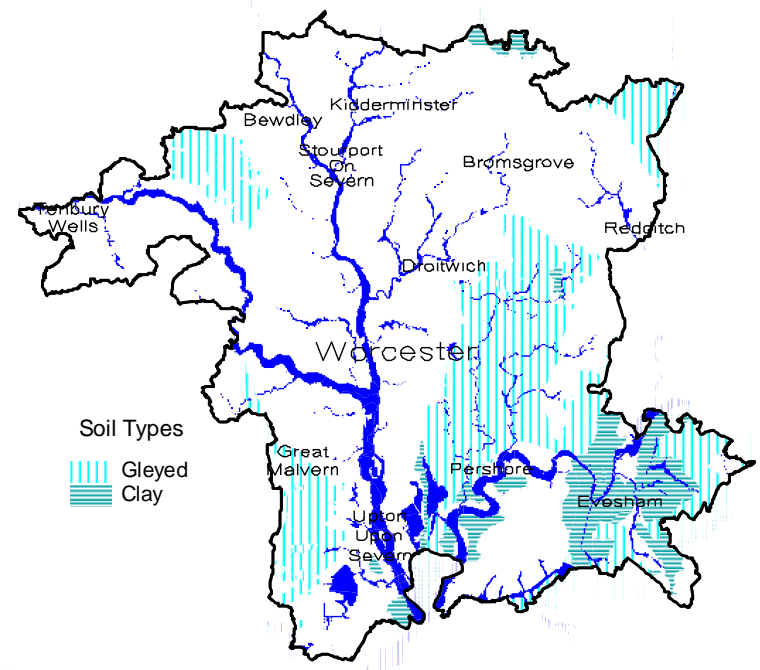 Kidderminster
Bewdley
Stourport
On
Severn
Bromsgrove
Tenbury
Wells
Redditch
Droitwich
Worcester
Soil Types
Gleyed
Clay
Great
Malvern
Pershore
Evesham
Upton
Upon
Severn